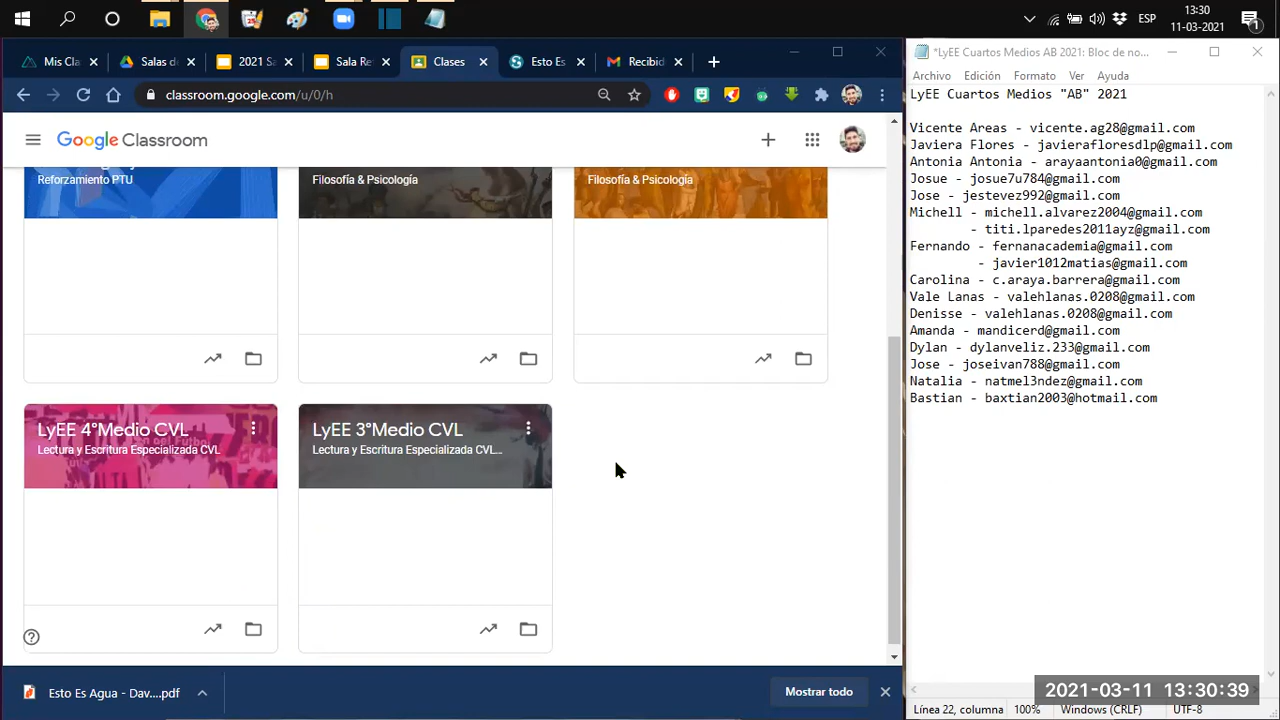 ESP
13:30
11-03-2021
1
Mis Cla
Salas d
2021
Sala Re
Clases
Esto Es
Recibid
classroom.google.com/u/0/h
Google Classroom
Reforzamiento PTU
Filosofía & Psicología
Filosofía & Psicología
LyEE 4°Medio CVL
Lectura y Escritura Especializada CVL
LyEE 3°Medio CVL
Lectura y Escritura Especializada CVL...
Esto Es Agua - Dav....pdf
Mostrar todo
*LyEE Cuartos Medios AB 2021: Bloc de no...
Archivo Edición Formato Ver Ayuda
LyEE Cuartos Medios "AB" 2021
Vicente Areas - vicente.ag28@gmail.com
Javiera Flores - javierafloresdlp@gmail.com
Antonia Antonia - arayaantonia0@gmail.com
Josue - josue7u784@gmail.com
Jose - jestevez992@gmail.com
Michell - michell.alvarez2004@gmail.com
- titi.lparedes2011ayz@gmail.com
Fernando - fernanacademia@gmail.com
- javier1012matias@gmail.com
Carolina - c.araya.barrera@gmail.com
Vale Lanas - valehlanas.0208@gmail.com
Denisse - valehlanas.0208@gmail.com
Amanda - mandicerd@gmail.com
Dylan - dylanveliz.233@gmail.com
Jose - joseivan788@gmail.com
Natalia - natmel3ndez@gmail.com
Bastian - baxtian2003@hotmail.com
2021-03-11 13:30:39
Línea 22, columna 100% Windows (CRLF) UTF-8